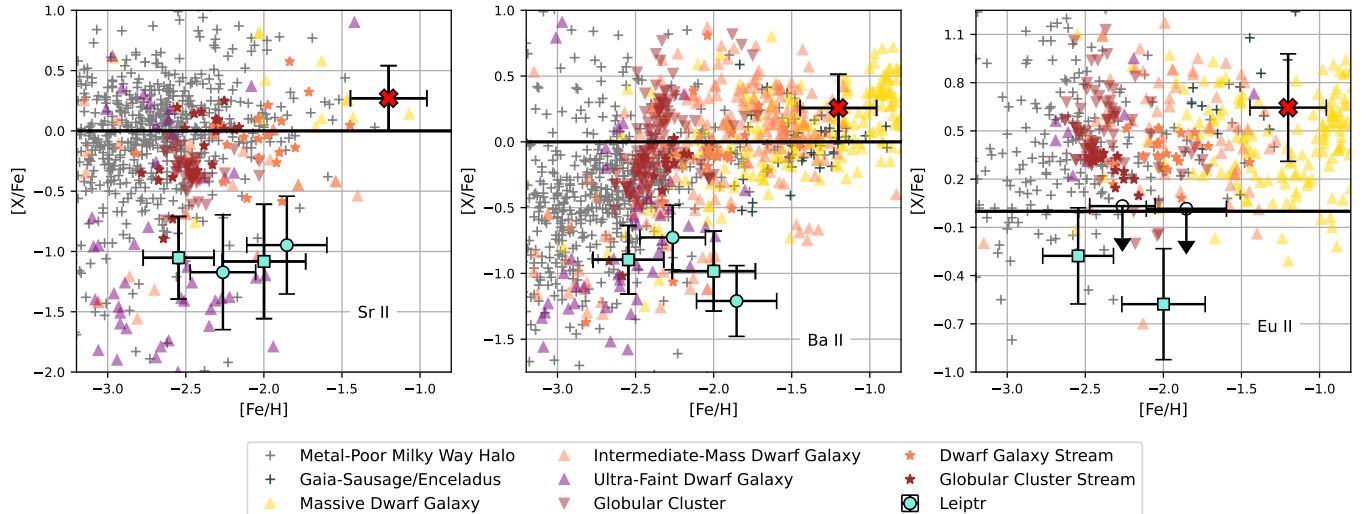 1.0
0.5
0.0
−0.5
−1.0
−1.5
−2.0
[X/Fe]
Sr II
−3.0 −2.5 −2.0 −1.5 −1.0
[Fe/H]
1.0
0.5
0.0
−0.5
−1.0
−1.5
[X/Fe]
Ba II
−3.0 −2.5 −2.0 −1.5 −1.0
[Fe/H]
1.1
0.8
0.5
0.2
−0.1
−0.4
−0.7
−1.0
[X/Fe]
Eu II
−3.0 −2.5 −2.0 −1.5 −1.0
[Fe/H]
Metal-Poor Milky Way Halo
Gaia-Sausage/Enceladus
Massive Dwarf Galaxy
Intermediate-Mass Dwarf Galaxy
Ultra-Faint Dwarf Galaxy
Globular Cluster
Dwarf Galaxy Stream
Globular Cluster Stream
Leiptr